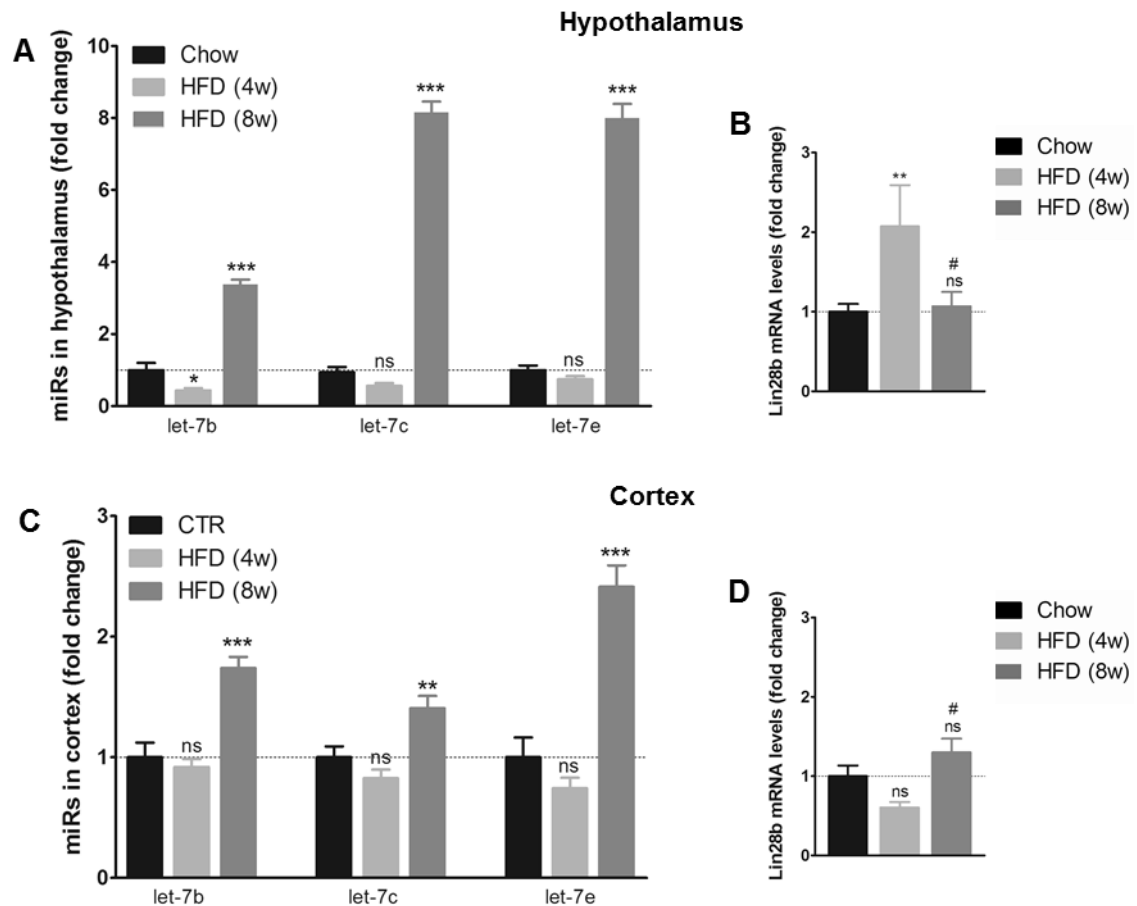 Hypothalamus
A
miRs in hypothalamus (fold change)
10
8
6
4
2
0
Chow
HFD (4w)
HFD (8w)
*
***
ns
***
ns
***
let-7b
let-7c
let-7e
B
Lin28b mRNA levels (fold change)
3
2
1
0
**
#
ns
Chow
HFD (4w)
HFD (8w)
Cortex
C
miRs in cortex (fold change)
3
2
1
0
CTR
HFD (4w)
HFD (8w)
ns
***
ns
**
ns
***
let-7b
let-7c
let-7e
D
Lin28b mRNA levels (fold change)
3
2
1
0
ns
#
ns
Chow
HFD (4w)
HFD (8w)